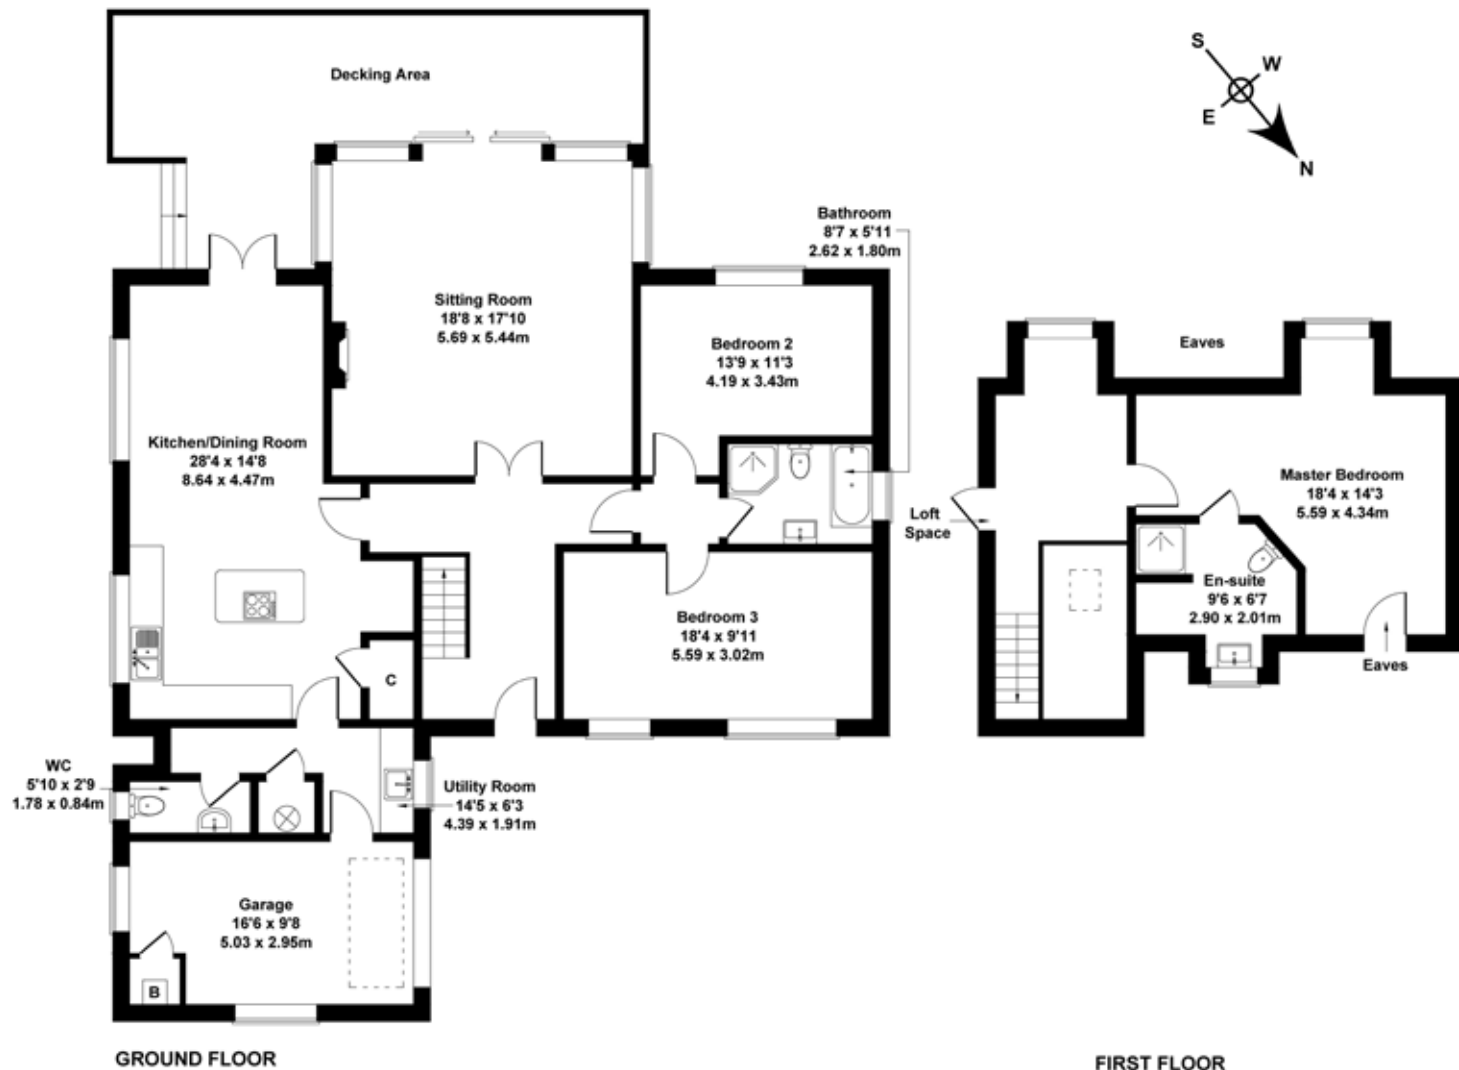 Decking Area
S
W
E
N
Bathroom
8'7 x 5'11
2.62 x 1.80m
Sitting Room
18'8 x 17'10
5.69 x 5.44m
Bedroom 2
13'9 x 11'3
4.19 x 3.43m
Eaves
Kitchen/Dining Room
28'4 x 14'8
8.64 x 4.47m
Master Bedroom
18'4 x 14'3
5.59 x 4.34m
Loft
Space
En-suite
9'6 x 6'7
2.90 x 2.01m
Bedroom 3
18'4 x 9'11
5.59 x 3.02m
Eaves
C
WC
5'10 x 2'9
1.78 x 0.84m
Utility Room
14'5 x 6'3
4.39 x 1.91m
Garage
16'6 x 9'8
5.03 x 2.95m
B
GROUND FLOOR
FIRST FLOOR